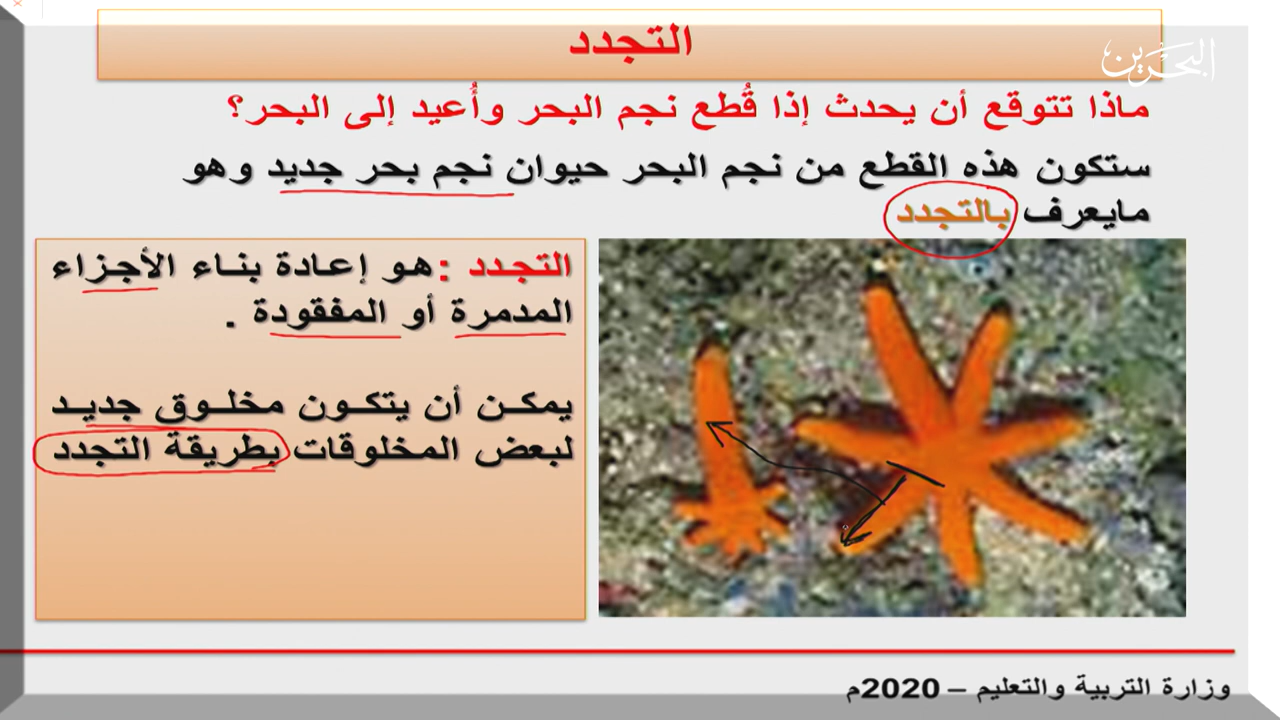 التجدد
البحرين
ماذا تتوقع أن يحدث إذا قُطع نجم البحر وأُعيد إلى البحر؟
ستكون هذه القطع من نجم البحر حيوان نجم بحر جديد وهو
مايعرف بالتجدد
التجدد : هو إعادة بناء الأجزاء
المدمرة أو المفقودة .
يمكن أن يتكون مخلوق جديد
لبعض المخلوقات بطريقة التجدد
وزارة التربية والتعليم – 2020م